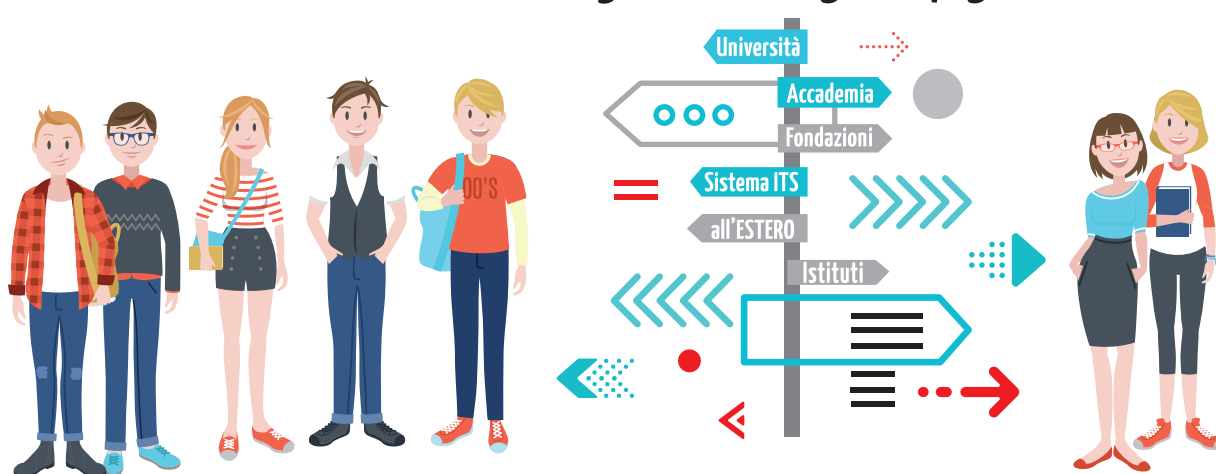 Università
Accademia
Fondazioni
Sistema ITS
all'ESTERO
Istituti
00'S